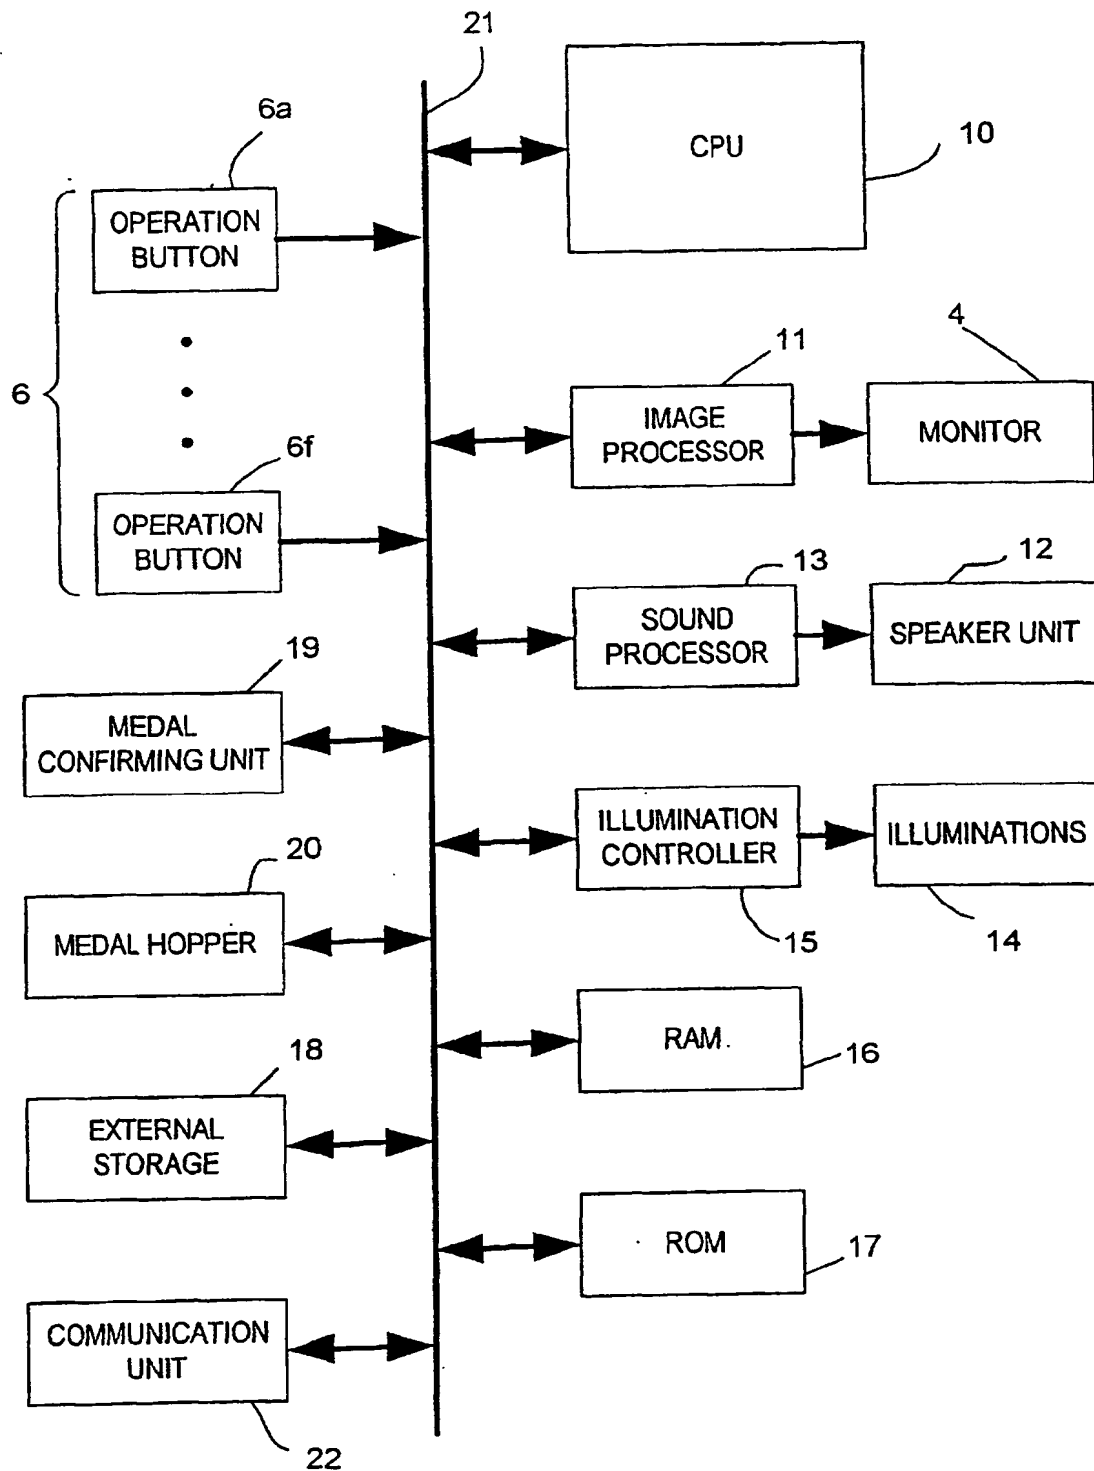 21
CPU
10
6a
OPERATION
BUTTON
6
6f
OPERATION
BUTTON
11
IMAGE
PROCESSOR
4
MONITOR
13
SOUND
PROCESSOR
12
SPEAKER UNIT
19
MEDAL
CONFIRMING UNIT
ILLUMINATION
CONTROLLER
15
ILLUMINATIONS
14
20
MEDAL HOPPER
RAM
16
18
EXTERNAL
STORAGE
ROM
17
COMMUNICATION
UNIT
22